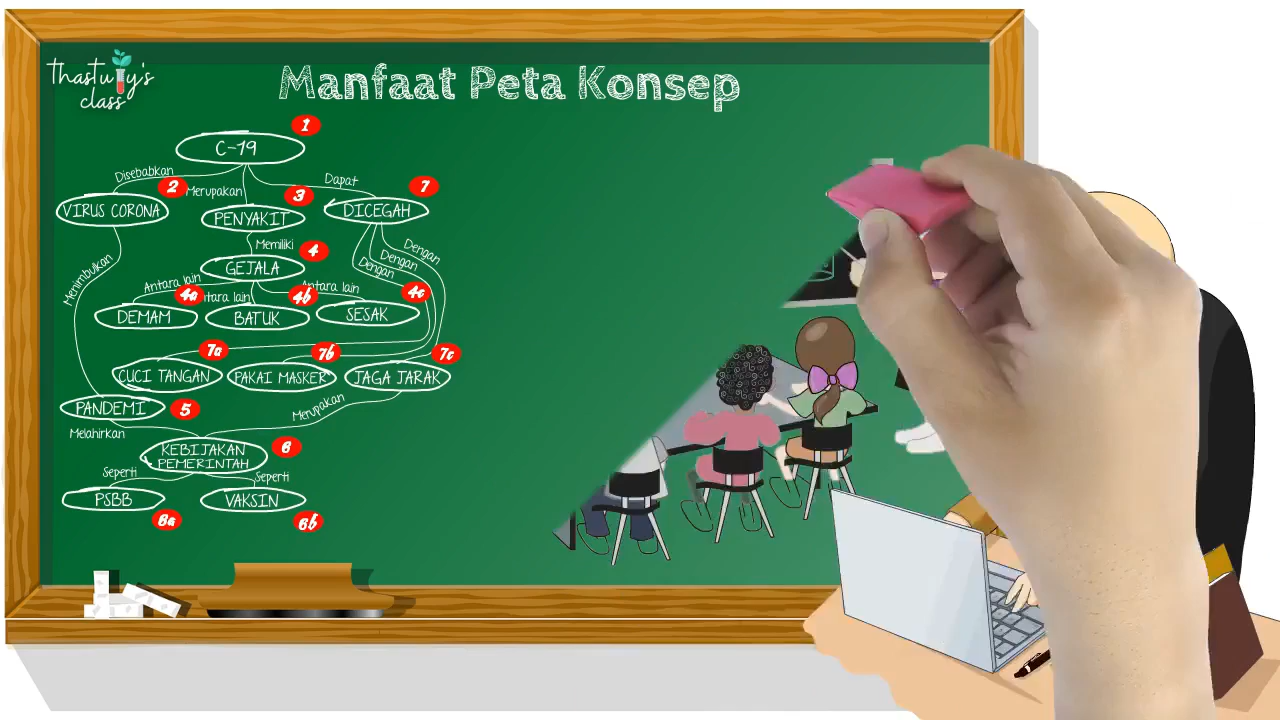 Thastudy's
class
Manfaat Peta Konsep
1
C-19
Disebabkan
Merupakan
Dapat
2
3
7
VIRUS CORONA
PENYAKIT
DICEGAH
Memiliki
4
Dengan
Dengan
Dengan
GEJALA
Menimbulkan
Antara lain
lain
Antara lain
4a
4b
4c
DEMAM
BATUK
SESAK
7a
7b
7c
CUCI TANGAN
PAKAI MASKER
JAGA JARAK
PANDEMI
5
Merupakan
Melahirkan
KEBIJAKAN
PEMERINTAH
6
Seperti
Seperti
PSBB
VAKSIN
6a
6b